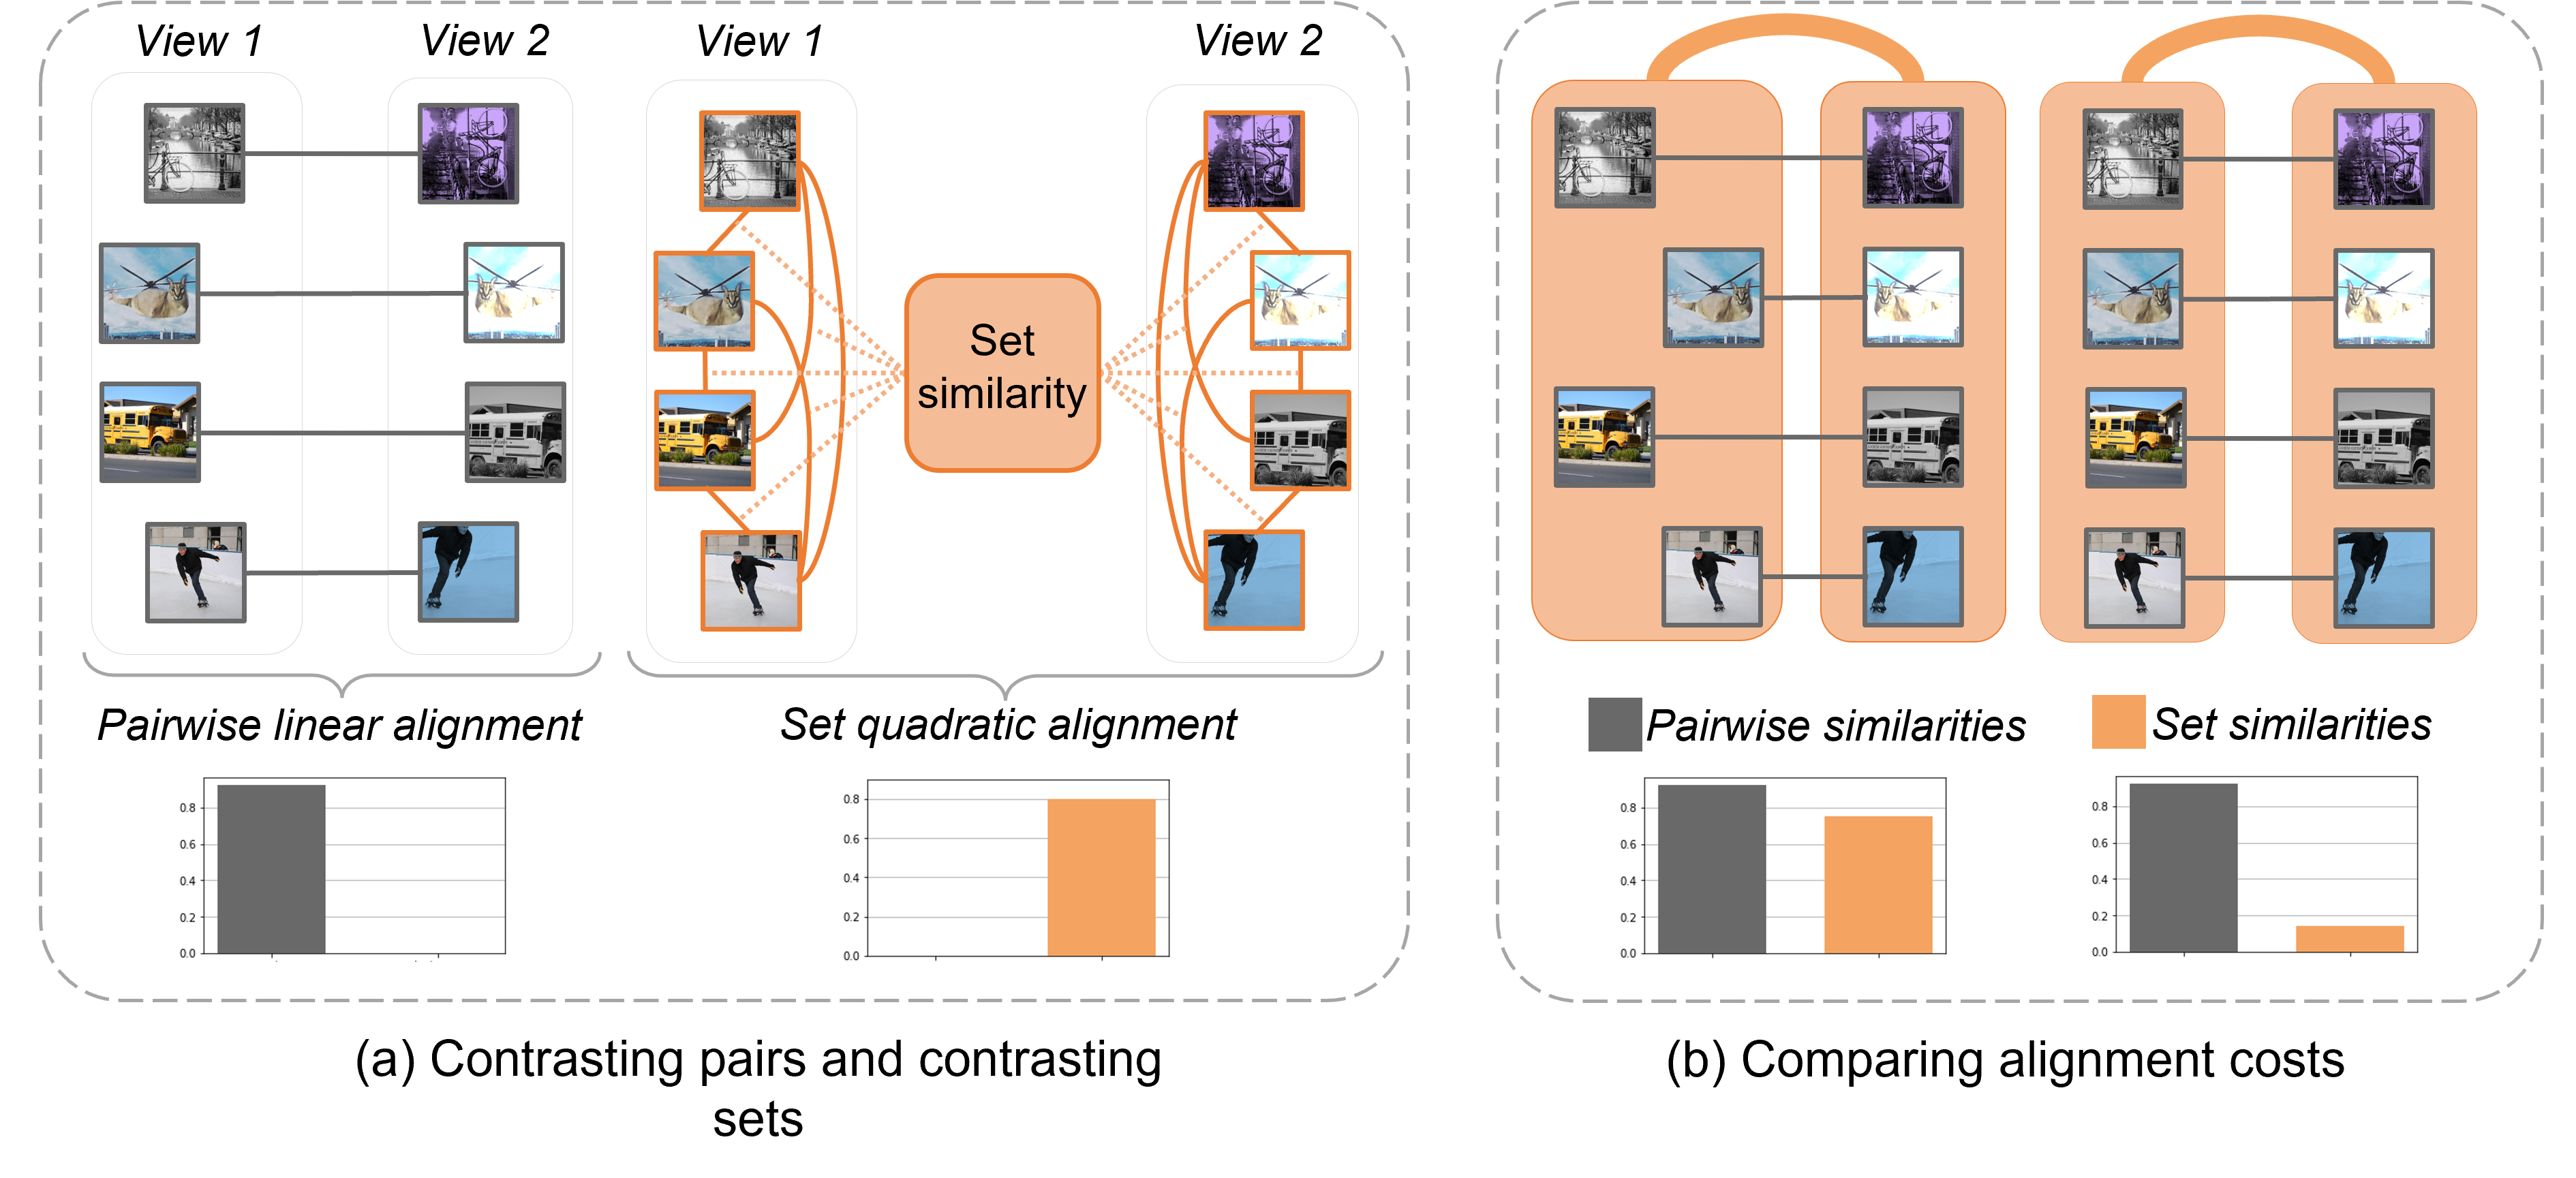 View 1
View 2
View 1
View 2
Set
similarity
Pairwise linear alignment
Set quadratic alignment
0.8
0.6
0.4
0.2
0.0
0.8
0.6
0.4
0.2
0.0
(a) Contrasting pairs and contrasting
sets
Pairwise similarities
Set similarities
0.8
0.6
0.4
0.2
0.0
0.8
0.6
0.4
0.2
0.0
(b) Comparing alignment costs